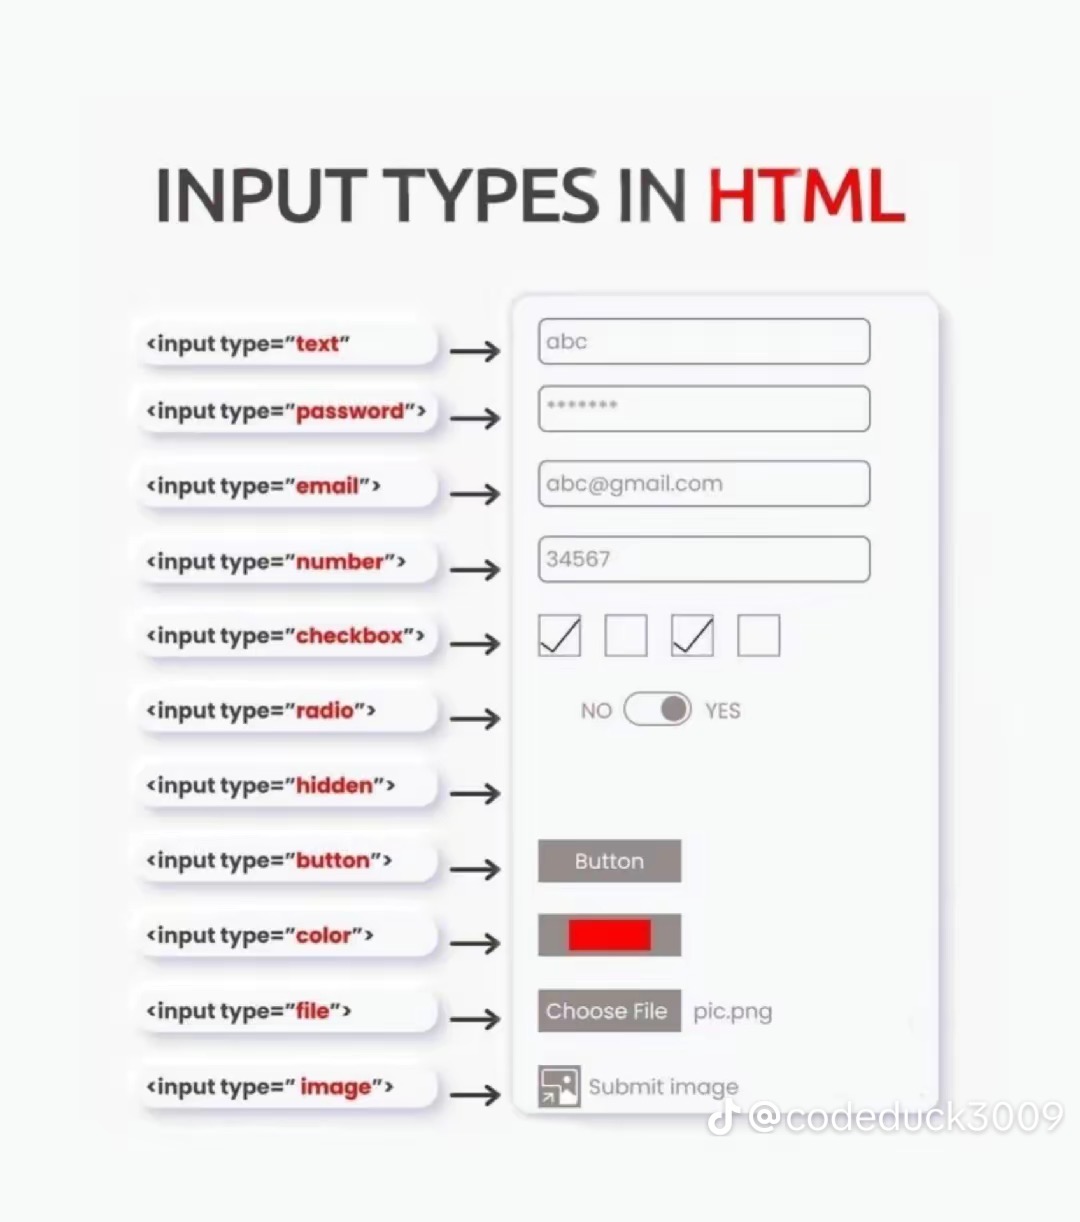 INPUT TYPES IN HTML
<input type="text"
abc
<input type="password">
*******
<input type="email">
abc@gmail.com
<input type="number">
34567
<input type="checkbox">
<input type="radio">
NO YES
<input type="hidden">
<input type="button">
Button
<input type="color">
<input type="file">
Choose File pic.png
<input type=" image">
Submit image
@codeduck3009